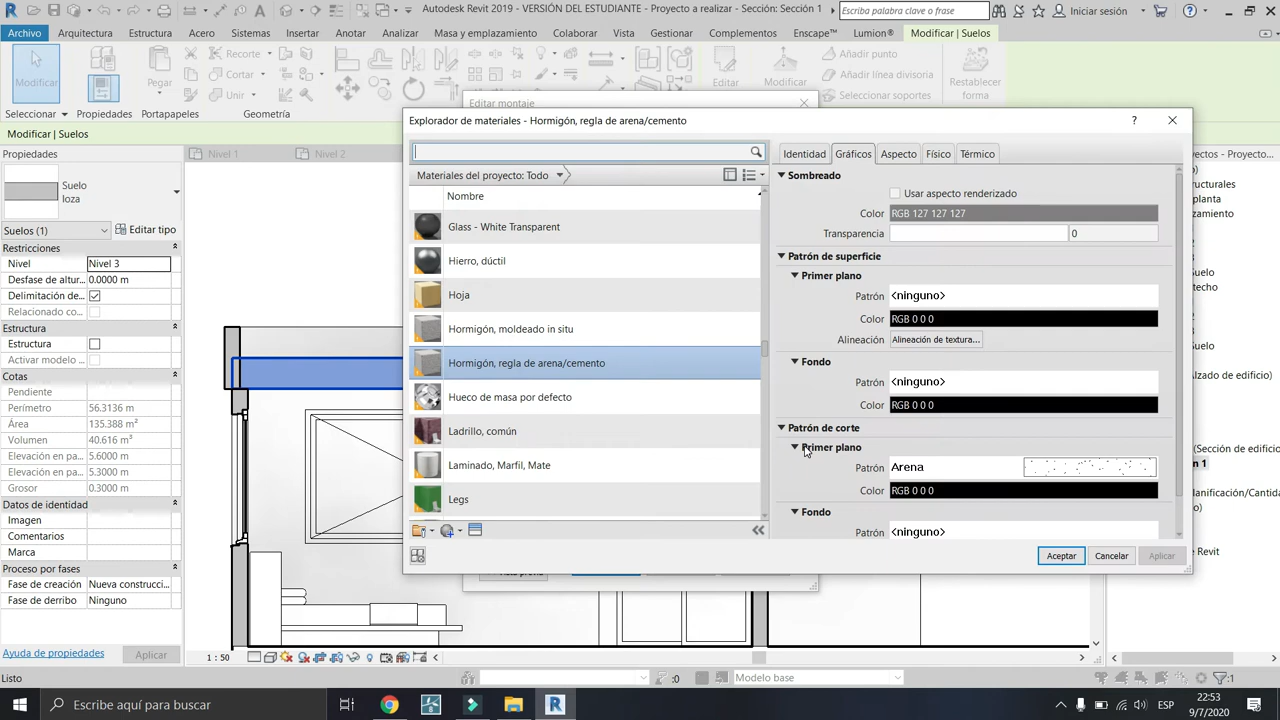 Autodesk Revit 2019 - VERSIÓN DEL ESTUDIANTE - Proyecto a realizar - Sección: Sección 1
Escriba palabra clave o frase
Iniciar sesión
Archivo Arquitectura Estructura Acero Sistemas Insertar Anotar Analizar Masa y emplazamiento Colaborar Vista Gestionar Complementos Enscape™ Lumion® Modificar | Suelos
Modificar
Propiedades
Pegar
Recorte
Cortar
Unir
Editar
Modificar
Añadir punto
Añadir línea divisoria
Seleccionar soportes
Restablecer
forma
Seleccionar Propiedades Portapapeles Geometría
Editar montaje
Modificar | Suelos
Propiedades
Suelo
loza
Suelos (1) Editar tipo
Restricciones
Nivel Nivel 3
Desfase de altur... 0.0000 m
Delimitación de ...
Relacionado co...
Estructura
Estructura
Activar modelo ...
Cotas
Pendiente
Perímetro 56.3136 m
Área 135.388 m²
Volumen 40.616 m³
Elevación en pa... 5.6000 m
Elevación en pa... 5.3000 m
Grosor 0.3000 m
Datos de identidad
Imagen
Comentarios
Marca
Proceso por fases
Fase de creación Nueva construcci...
Fase de derribo Ninguno
Ayuda de propiedades Aplicar
Nivel 1 Nivel 2
Explorador de materiales - Hormigón, regla de arena/cemento
Materiales del proyecto: Todo
Nombre
Glass - White Transparent
Hierro, dúctil
Hoja
Hormigón, moldeado in situ
Hormigón, regla de arena/cemento
Hueco de masa por defecto
Ladrillo, común
Laminado, Marfil, Mate
Legs
Identidad Gráficos Aspecto Físico Térmico
Sombreado
Usar aspecto renderizado
Color RGB 127 127 127
Transparencia 0
Patrón de superficie
Primer plano
Patrón <ninguno>
Color RGB 0 0 0
Alineación Alineación de textura...
Fondo
Patrón <ninguno>
Color RGB 0 0 0
Patrón de corte
Primer plano
Patrón Arena
Color RGB 0 0 0
Fondo
Patrón <ninguno>
Aceptar Cancelar Aplicar
1 : 50
Listo
:0
Modelo base
:1
Escribe aquí para buscar
ESP
22:53
9/7/2020